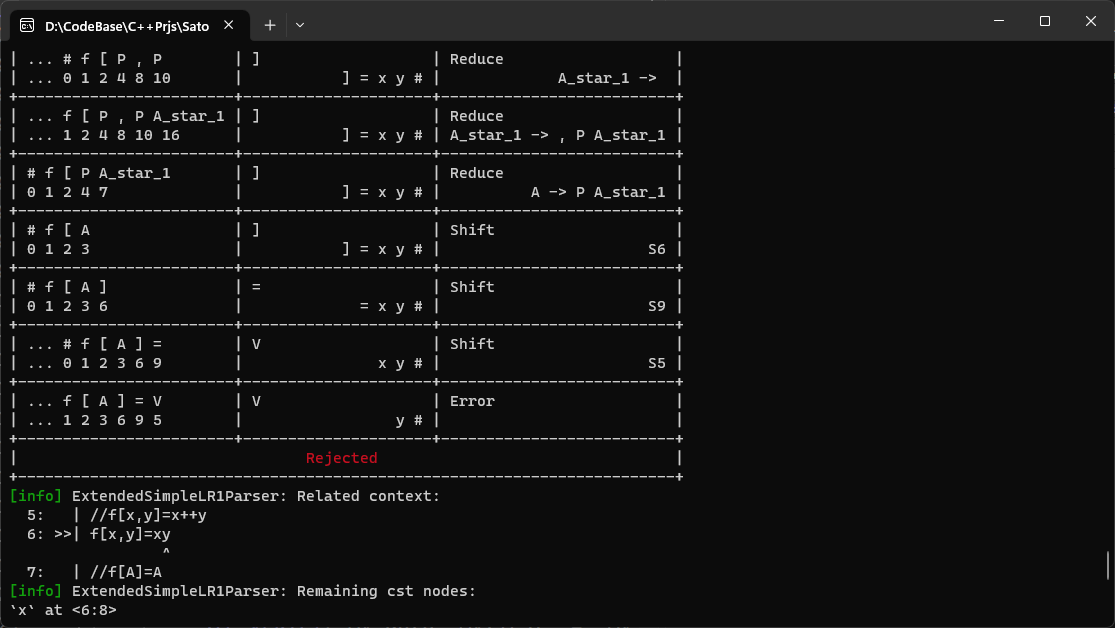 D:\CodeBase\C++Prjs\Sato
| ... # f [ P , P        | ]                   | Reduce                   |
| ... 0 1 2 4 8 10       |           ] = x y # |             A_star_1 ->  |
+------------------------+---------------------+--------------------------+
| ... f [ P , P A_star_1 | ]                   | Reduce                   |
| ... 1 2 4 8 10 16      |           ] = x y # | A_star_1 -> , P A_star_1 |
+------------------------+---------------------+--------------------------+
| # f [ P A_star_1       | ]                   | Reduce                   |
| 0 1 2 4 7              |           ] = x y # |          A -> P A_star_1 |
+------------------------+---------------------+--------------------------+
| # f [ A                | ]                   | Shift                    |
| 0 1 2 3                |           ] = x y # |                       S6 |
+------------------------+---------------------+--------------------------+
| # f [ A ]              | =                   | Shift                    |
| 0 1 2 3 6              |             = x y # |                       S9 |
+------------------------+---------------------+--------------------------+
| ... # f [ A ] =        | V                   | Shift                    |
| ... 0 1 2 3 6 9        |               x y # |                       S5 |
+------------------------+---------------------+--------------------------+
| ... f [ A ] = V        | V                   | Error                    |
| ... 1 2 3 6 9 5        |                 y # |                          |
+------------------------+---------------------+--------------------------+
|                                Rejected                                 |
+-------------------------------------------------------------------------+
[info] ExtendedSimpleLR1Parser: Related context:
  5:   | //f[x,y]=x++y
  6: >>| f[x,y]=xy
                 ^
  7:   | //f[A]=A
[info] ExtendedSimpleLR1Parser: Remaining cst nodes:
`x` at <6:8>